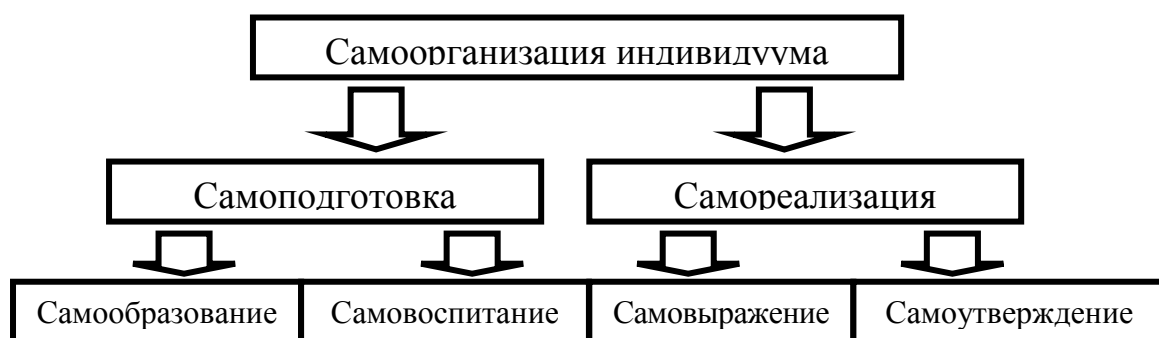 Самоорганизация индивидуума
Самоподготовка Самореализация
Самообразование Самовоспитание Самовыражение Самоутверждение